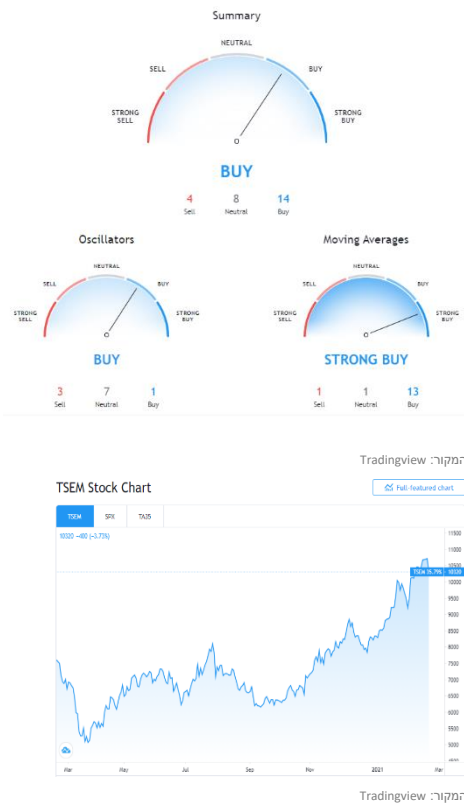 Summary
NEUTRAL
SELL
BUY
STRONG SELL
STRONG BUY
BUY
4 8 14
Sell Neutral Buy
Oscillators
NEUTRAL
SELL
BUY
STRONG SELL
STRONG BUY
BUY
3 7 1
Sell Neutral Buy
Moving Averages
NEUTRAL
SELL
BUY
STRONG SELL
STRONG BUY
STRONG BUY
1 1 13
Sell Neutral Buy
המקור: Tradingview
TSEM Stock Chart
Full-featured chart
TSEM SPX TA35
10320 −400 (−3.73%)
11500
11000
TSEM 35.79% 10320
10000
9500
9000
8500
8000
7500
7000
6500
6000
5500
5000
Mar May Jul Sep Nov 2021 Mar
המקור: Tradingview